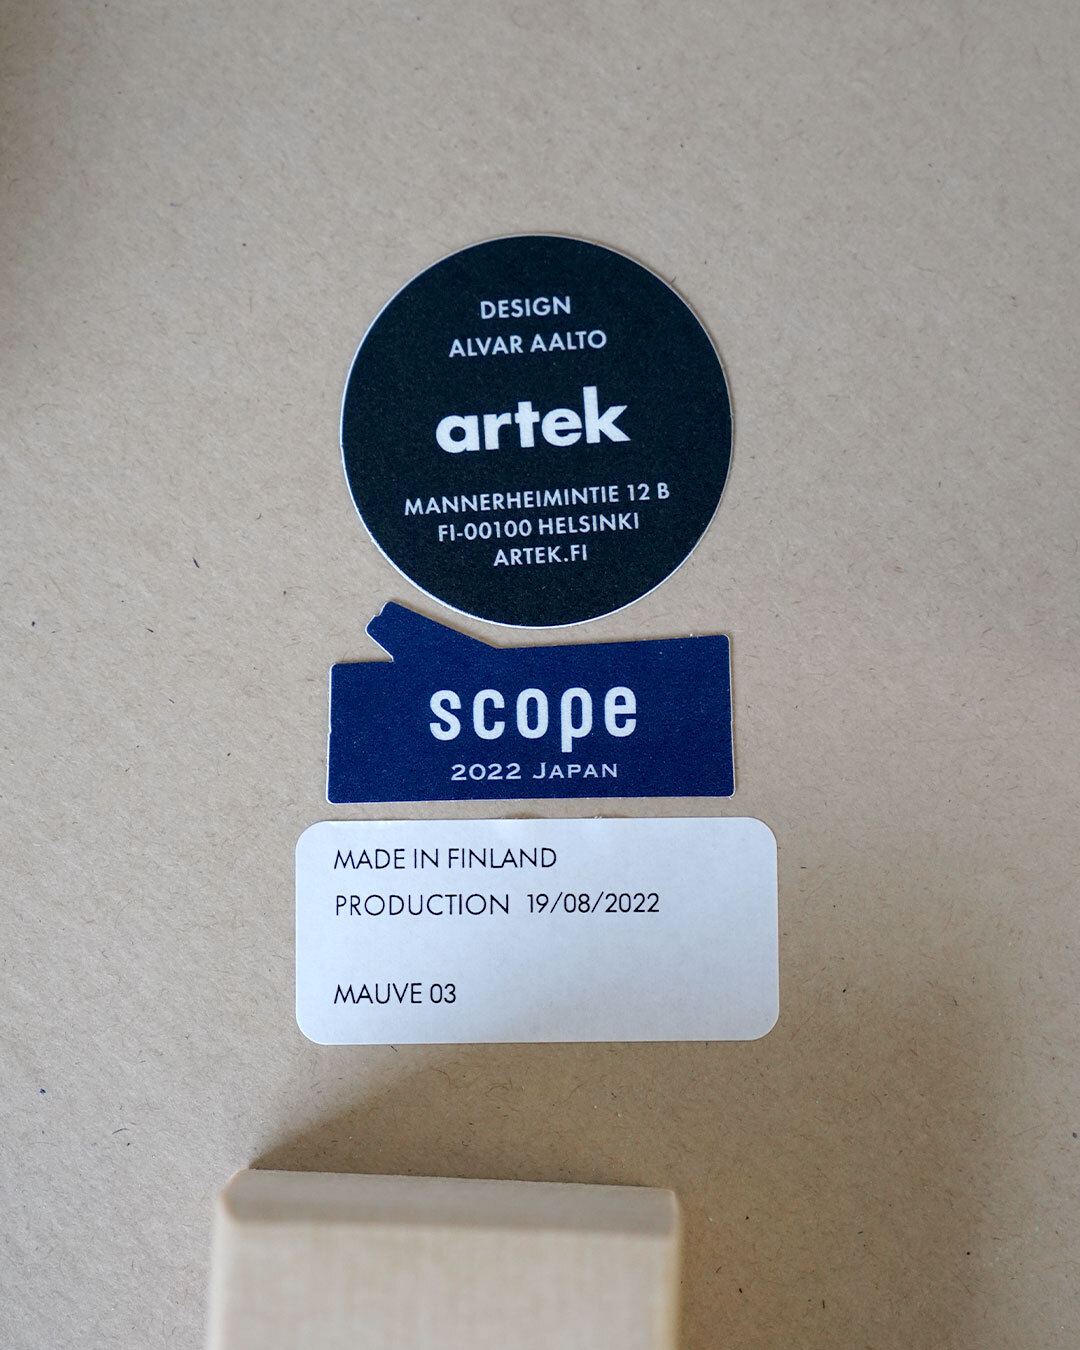 DESIGN
ALVAR AALTO
artek
MANNERHEIMINTIE 12 B
FI-00100 HELSINKI
ARTEK.FI
scope
2022 JAPAN
MADE IN FINLAND
PRODUCTION 19/08/2022
MAUVE 03